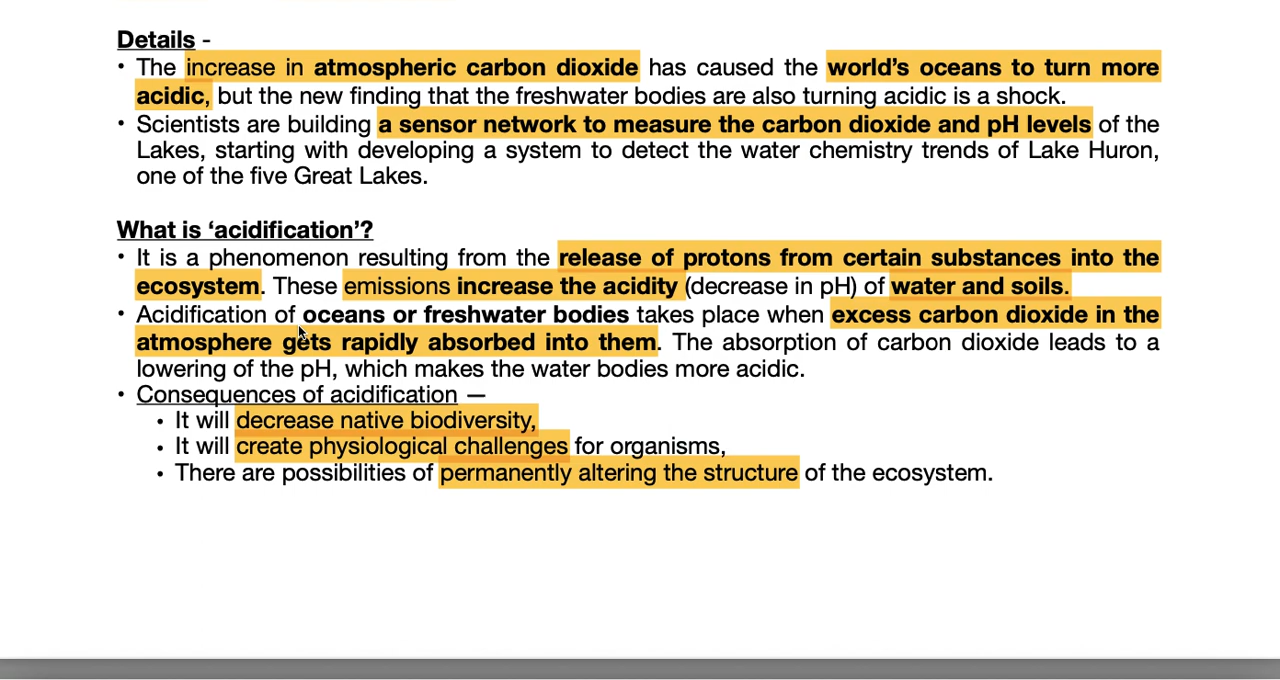 Details -
• The increase in atmospheric carbon dioxide has caused the world’s oceans to turn more
acidic, but the new finding that the freshwater bodies are also turning acidic is a shock.
• Scientists are building a sensor network to measure the carbon dioxide and pH levels of the
Lakes, starting with developing a system to detect the water chemistry trends of Lake Huron,
one of the five Great Lakes.
What is ‘acidification’?
• It is a phenomenon resulting from the release of protons from certain substances into the
ecosystem. These emissions increase the acidity (decrease in pH) of water and soils.
• Acidification of oceans or freshwater bodies takes place when excess carbon dioxide in the
atmosphere gets rapidly absorbed into them. The absorption of carbon dioxide leads to a
lowering of the pH, which makes the water bodies more acidic.
• Consequences of acidification —
• It will decrease native biodiversity,
• It will create physiological challenges for organisms,
• There are possibilities of permanently altering the structure of the ecosystem.